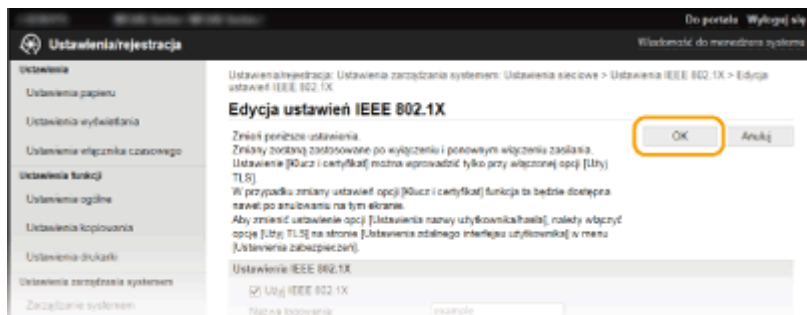 Do portalu Wyloguj się
Ustawienia/rejestracja
Wiadomość do menedżera systemu
Ustawienia
Ustawienia papieru
Ustawienia wyświetlania
Ustawienia włącznika czasowego
Ustawienia funkcji
Ustawienia ogólne
Ustawienia kopiowania
Ustawienia drukarki
Ustawienia zarządzania systemem
Zarządzanie systemem
Ustawienia/rejestracja: Ustawienia zarządzania systemem: Ustawienia sieciowe > Ustawienia IEEE 802.1X > Edycja
ustawień IEEE 802.1X
Edycja ustawień IEEE 802.1X
OK
Anuluj
Zmień poniższe ustawienia.
Zmiany zostaną zastosowane po wyłączeniu i ponownym włączeniu zasilania.
Ustawienie [Klucz i certyfikat] można wprowadzić tylko przy włączonej opcji [Użyj
TLS].
W przypadku zmiany ustawień opcji [Klucz i certyfikat] funkcja ta będzie dostępna
nawet po anulowaniu na tym ekranie.
Aby zmienić ustawienie opcji [Ustawienia nazwy użytkownika/hasła], należy włączyć
opcję [Użyj TLS] na stronie [Ustawienia zdalnego interfejsu użytkownika] w menu
[Ustawienia zabezpieczeń].
Ustawienia IEEE 802.1X
Użyj IEEE 802.1X
Nazwa logowania:
example